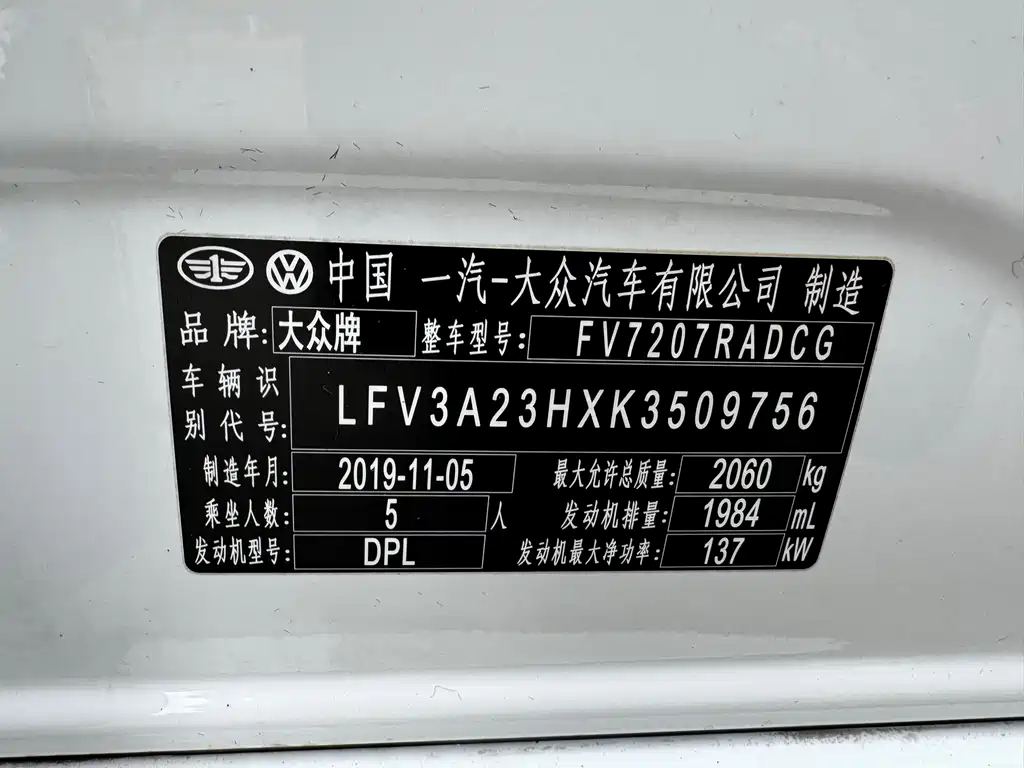 中国 一汽-大众汽车有限公司 制造
品牌: 大众牌 整车型号: FV7207RADCG
车辆识别代号: LFV3A23HXK3509756
制造年月: 2019-11-05 最大允许总质量: 2060 kg
乘坐人数: 5 人 发动机排量: 1984 mL
发动机型号: DPL 发动机最大净功率: 137 kW